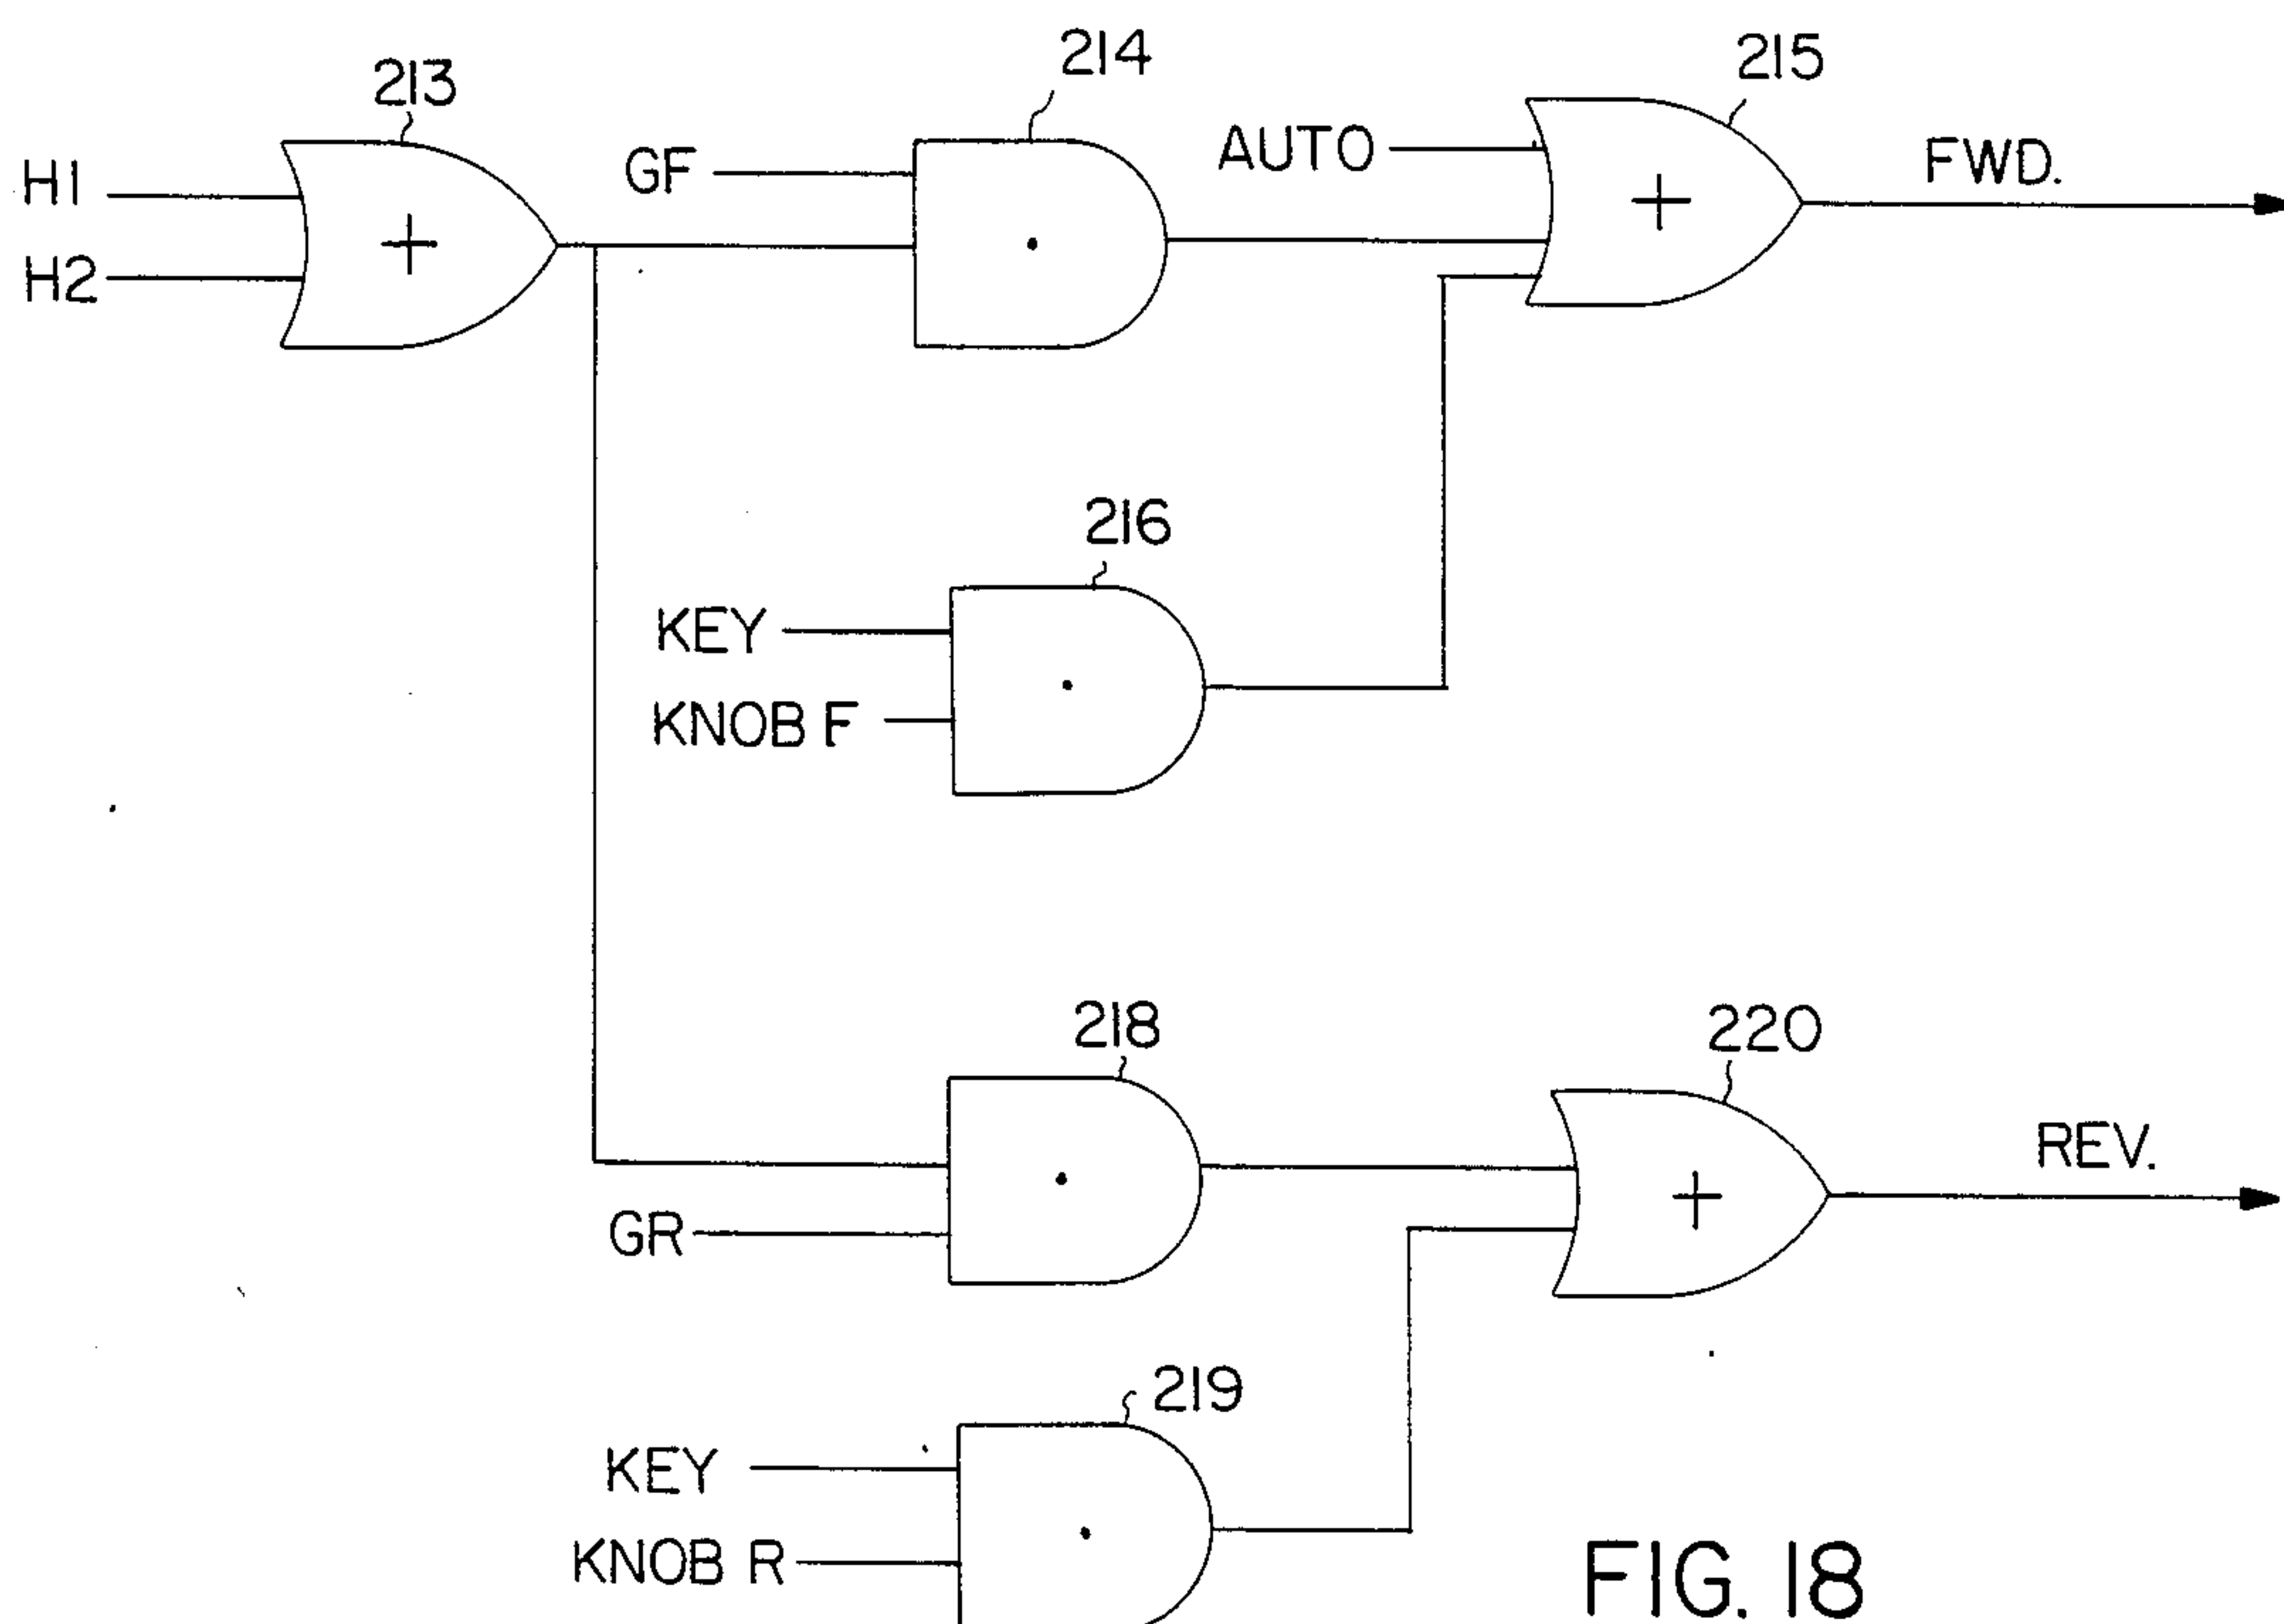 213
214
215
H1
H2
+
GF
AUTO
+
FWD.
216
KEY
KNOB F
218
220
GR
+
REV.
219
KEY
KNOB R
FIG. 18